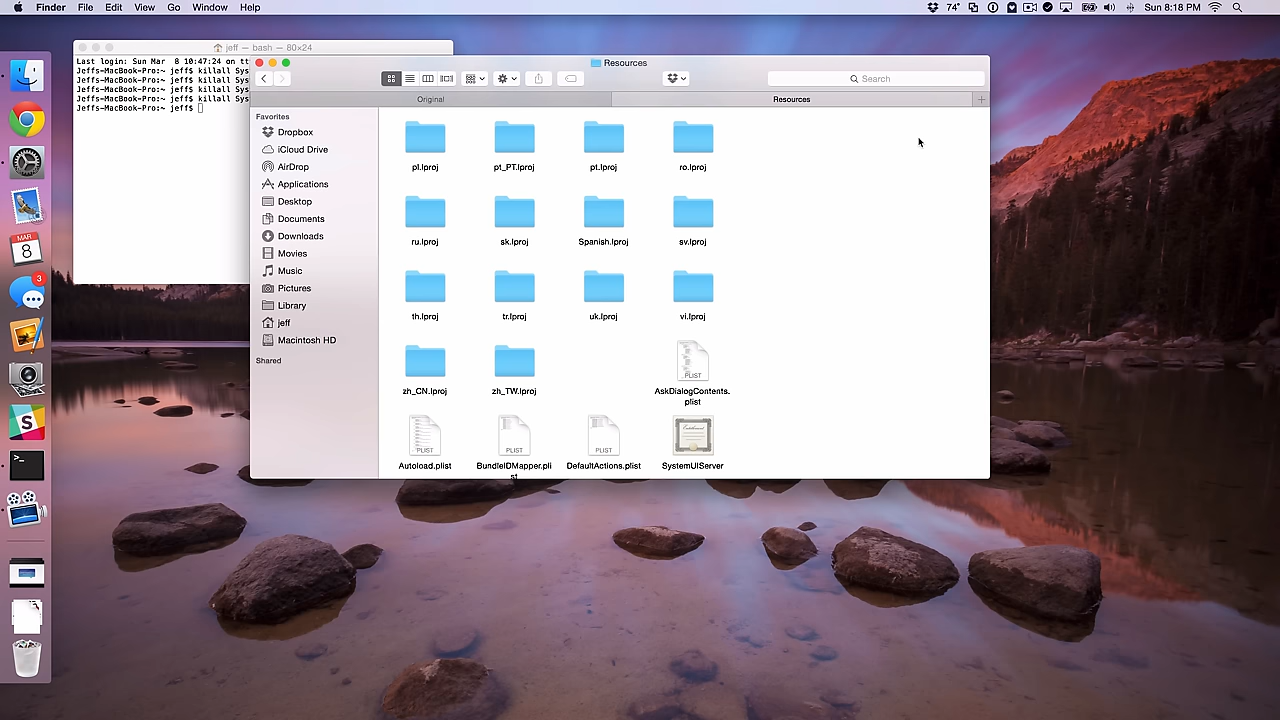 Finder File Edit View Go Window Help
74° Sun 8:18 PM
jeff — bash — 80×24
Last login: Sun Mar 8 10:47:24 on tt
Jeffs-MacBook-Pro:~ jeff$ killall Sys
Jeffs-MacBook-Pro:~ jeff$ killall Sys
Jeffs-MacBook-Pro:~ jeff$ killall Sys
Jeffs-MacBook-Pro:~ jeff$ killall Sys
Jeffs-MacBook-Pro:~ jeff$
Resources
Search
Original Resources
Favorites
Dropbox
iCloud Drive
AirDrop
Applications
Desktop
Documents
Downloads
Movies
Music
Pictures
Library
jeff
Macintosh HD
Shared
pl.lproj pt_PT.lproj pt.lproj ro.lproj
ru.lproj sk.lproj Spanish.lproj sv.lproj
th.lproj tr.lproj uk.lproj vi.lproj
PLIST
zh_CN.lproj zh_TW.lproj AskDialogContents.
plist
PLIST PLIST PLIST
Autoload.plist BundleIDMapper.pli DefaultActions.plist SystemUIServer
st
MAR
8
3
S
>_